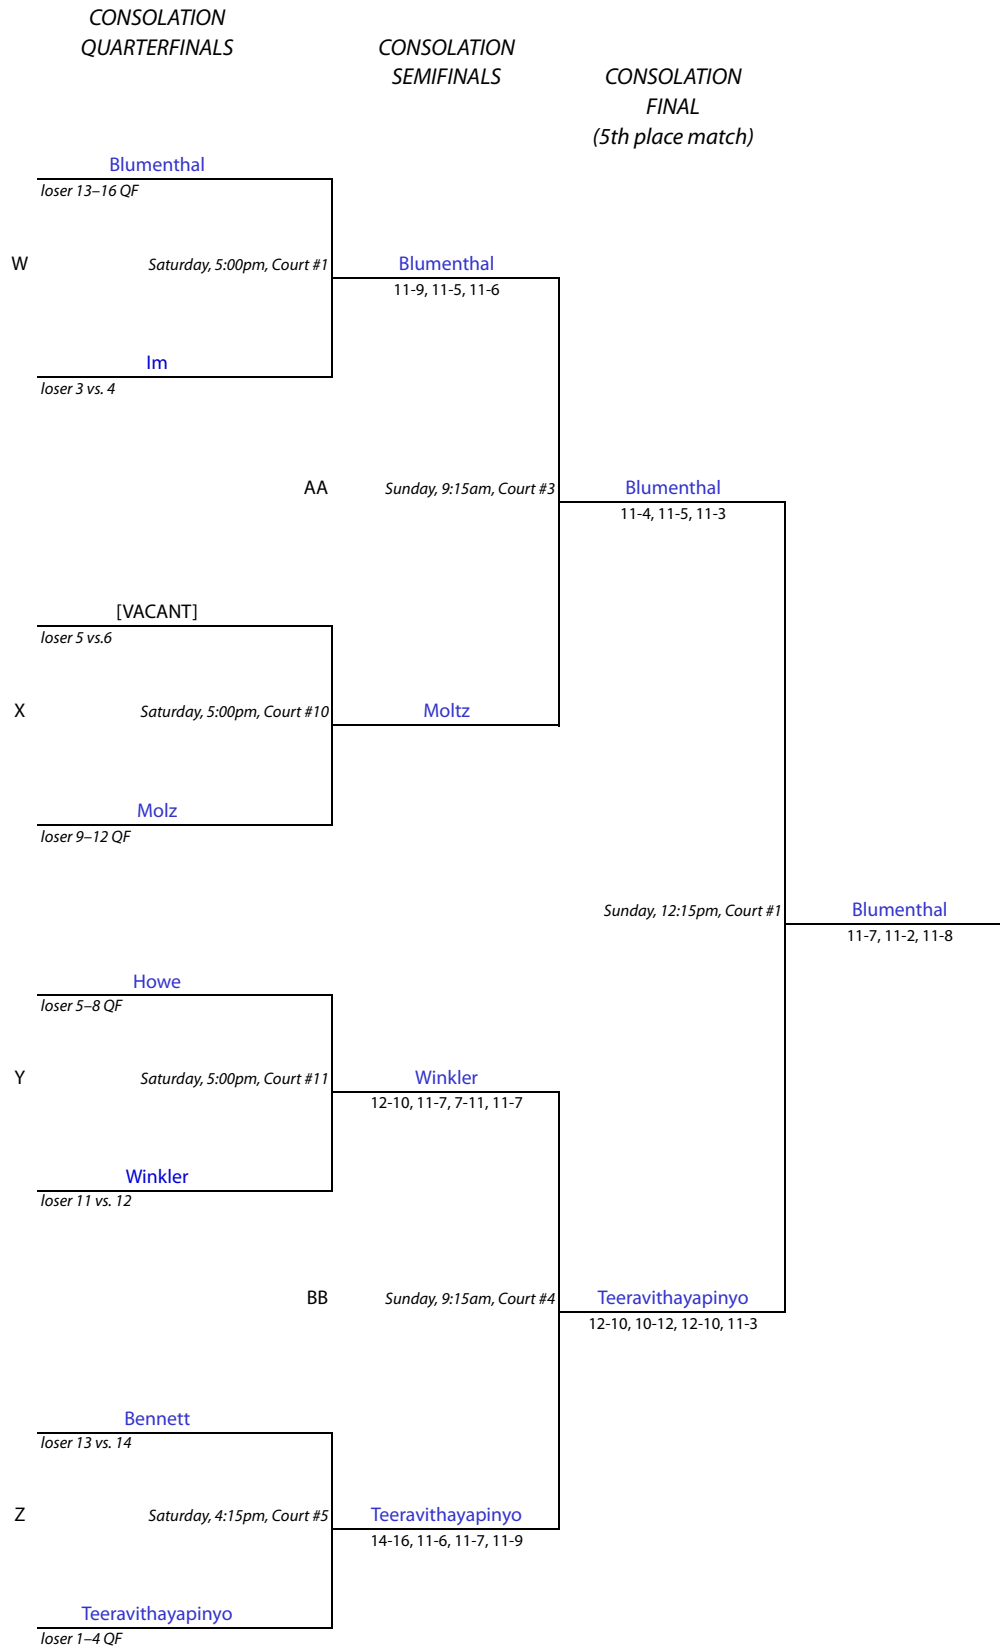 CONSOLATION
QUARTERFINALS
CONSOLATION
SEMIFINALS
CONSOLATION
FINAL
(5th place match)
Blumenthal
loser 13–16 QF
W
Saturday, 5:00pm, Court #1
Blumenthal
11-9, 11-5, 11-6
Im
loser 3 vs. 4
AA
Sunday, 9:15am, Court #3
Blumenthal
11-4, 11-5, 11-3
[VACANT]
loser 5 vs.6
X
Saturday, 5:00pm, Court #10
Moltz
Molz
loser 9–12 QF
Sunday, 12:15pm, Court #1
Blumenthal
11-7, 11-2, 11-8
Howe
loser 5–8 QF
Y
Saturday, 5:00pm, Court #11
Winkler
12-10, 11-7, 7-11, 11-7
Winkler
loser 11 vs. 12
BB
Sunday, 9:15am, Court #4
Teeravithayapinyo
12-10, 10-12, 12-10, 11-3
Bennett
loser 13 vs. 14
Z
Saturday, 4:15pm, Court #5
Teeravithayapinyo
14-16, 11-6, 11-7, 11-9
Teeravithayapinyo
loser 1–4 QF